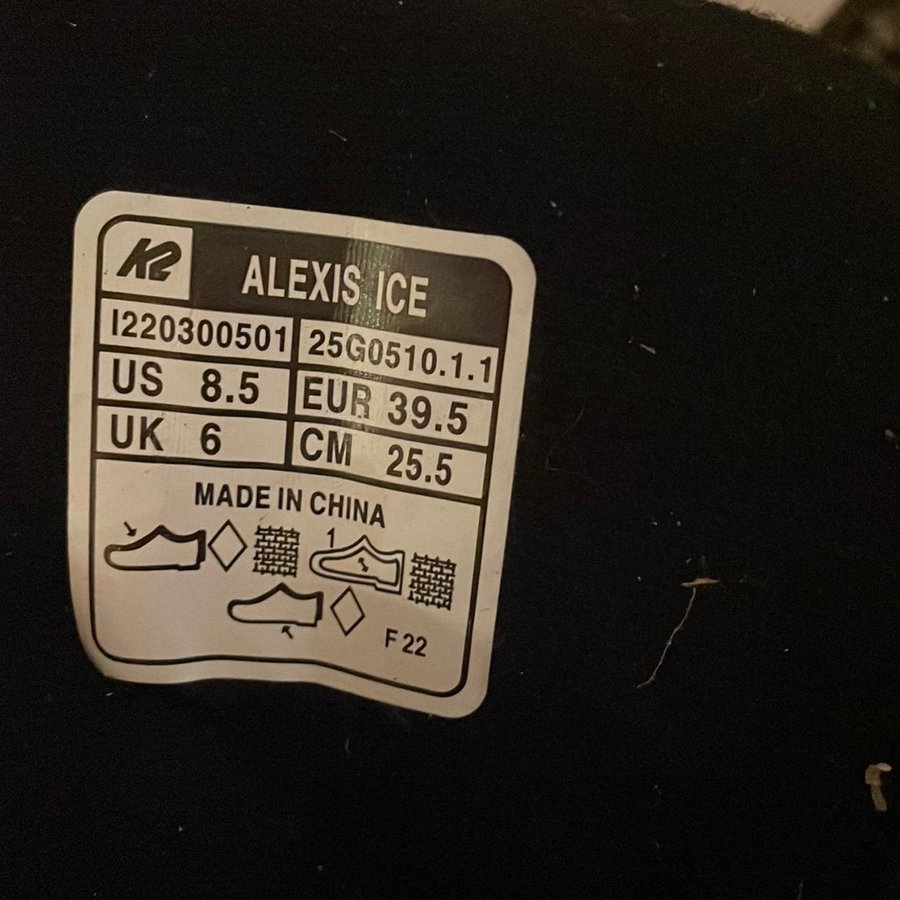 K2 ALEXIS ICE
I220300501 25G0510.1.1
US 8.5 EUR 39.5
UK 6 CM 25.5
MADE IN CHINA
1
F 22